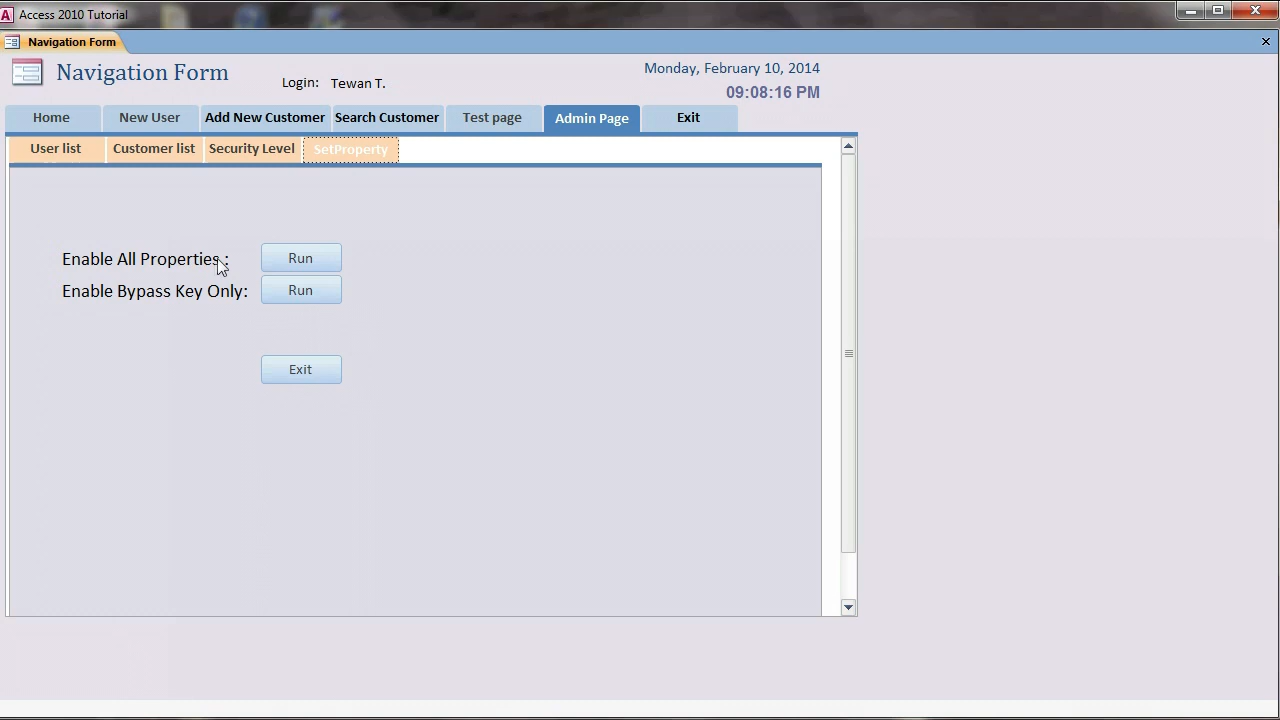 Access 2010 Tutorial
Navigation Form
Navigation Form
Login: Tewan T.
Monday, February 10, 2014
09:08:16 PM
Home New User Add New Customer Search Customer Test page Admin Page Exit
User list Customer list Security Level SetProperty
Enable All Properties : Run
Enable Bypass Key Only: Run
Exit